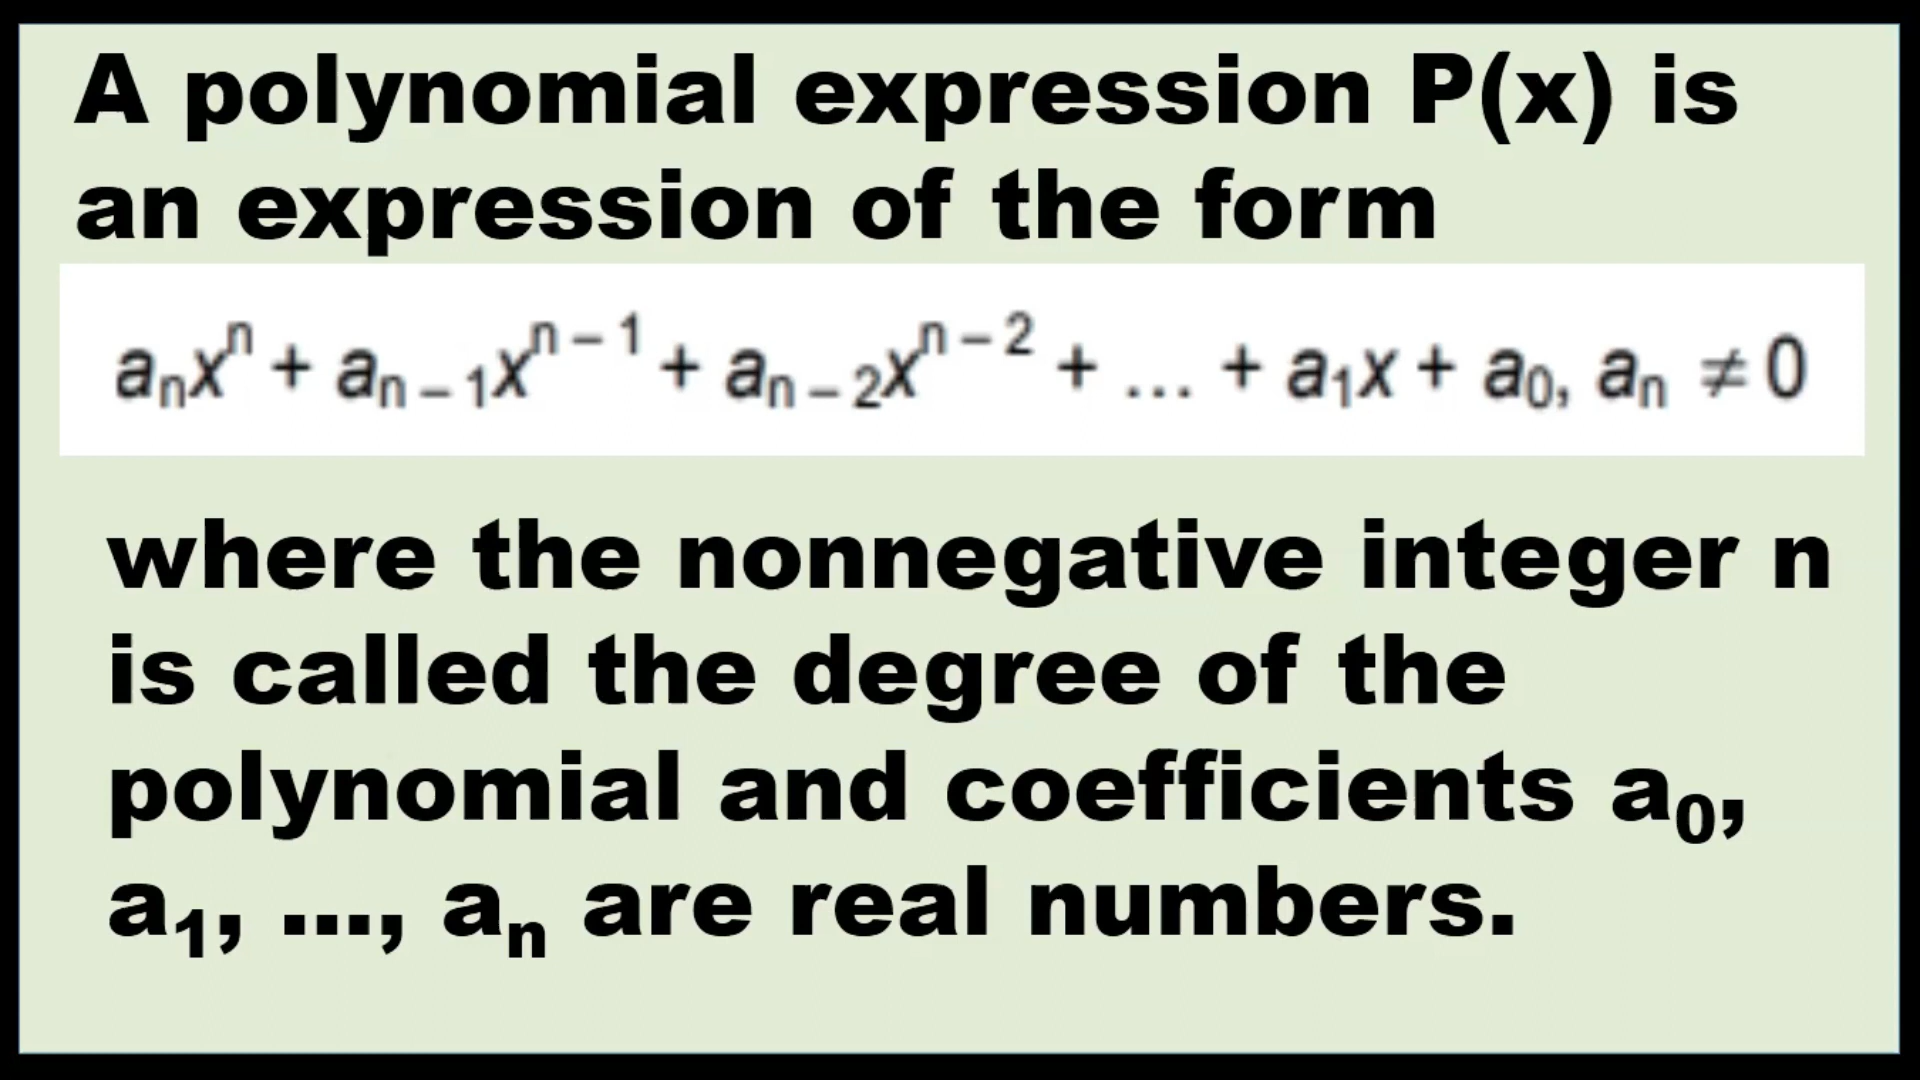 A polynomial expression P(x) is
an expression of the form
aₙxⁿ + aₙ₋₁xⁿ⁻¹ + aₙ₋₂xⁿ⁻² + ... + a₁x + a₀, aₙ ≠ 0
where the nonnegative integer n
is called the degree of the
polynomial and coefficients a₀,
a₁, ..., aₙ are real numbers.